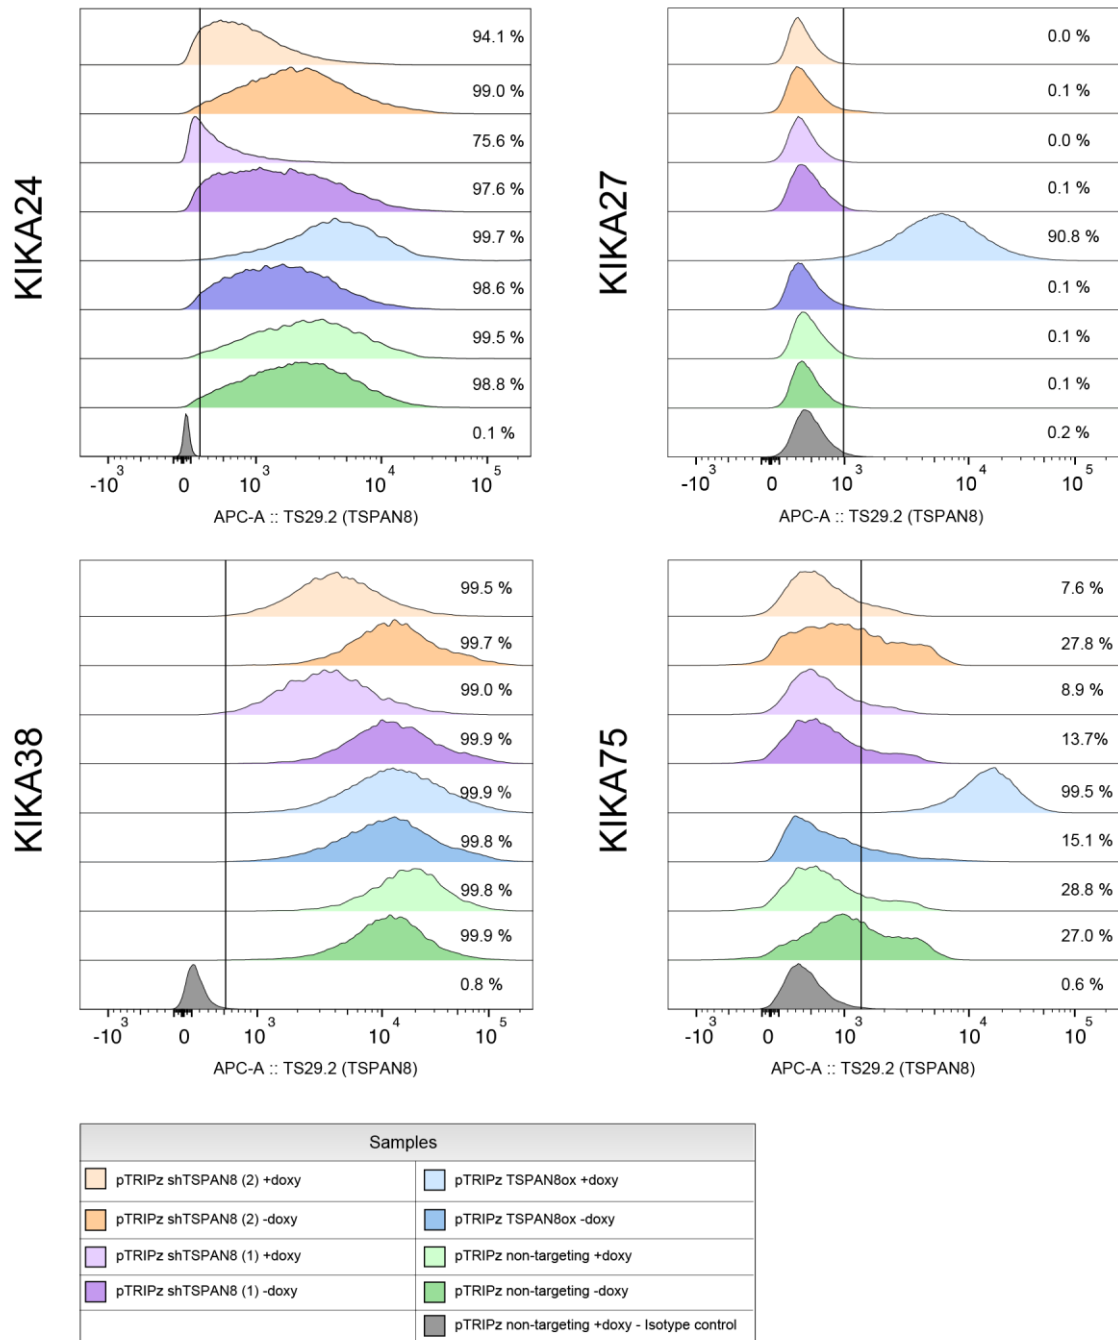 KIKA24
94.1 %
99.0 %
75.6 %
97.6 %
99.7 %
98.6 %
99.5 %
98.8 %
0.1 %
-10 3 0 10 3 10 4 10 5
APC-A :: TS29.2 (TSPAN8)
KIKA27
0.0 %
0.1 %
0.0 %
0.1 %
90.8 %
0.1 %
0.1 %
0.1 %
0.2 %
-10 3 0 10 3 10 4 10 5
APC-A :: TS29.2 (TSPAN8)
KIKA38
99.5 %
99.7 %
99.0 %
99.9 %
99.9 %
99.8 %
99.8 %
99.9 %
0.8 %
-10 3 0 10 3 10 4 10 5
APC-A :: TS29.2 (TSPAN8)
KIKA75
7.6 %
27.8 %
8.9 %
13.7%
99.5 %
15.1 %
28.8 %
27.0 %
0.6 %
-10 3 0 10 3 10 4 10 5
APC-A :: TS29.2 (TSPAN8)
Samples
pTRIPz shTSPAN8 (2) +doxy
pTRIPz TSPAN8ox +doxy
pTRIPz shTSPAN8 (2) -doxy
pTRIPz TSPAN8ox -doxy
pTRIPz shTSPAN8 (1) +doxy
pTRIPz non-targeting +doxy
pTRIPz shTSPAN8 (1) -doxy
pTRIPz non-targeting -doxy
pTRIPz non-targeting +doxy - Isotype control